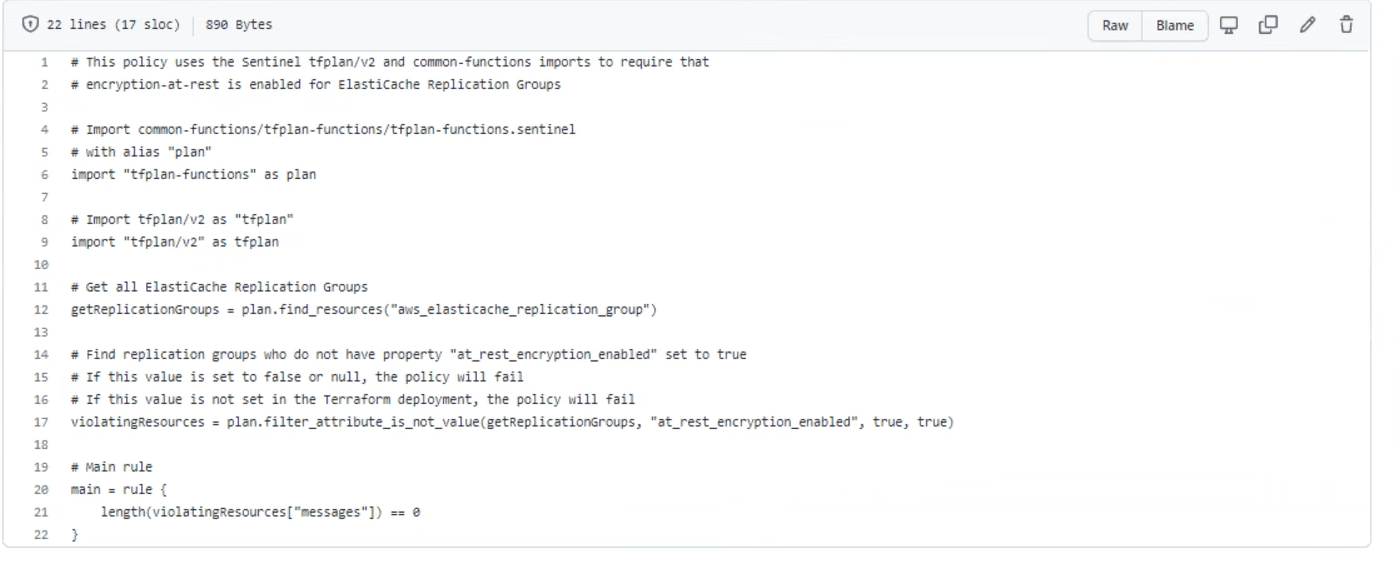 22 lines (17 sloc) 890 Bytes Raw Blame
1 # This policy uses the Sentinel tfplan/v2 and common-functions imports to require that
2 # encryption-at-rest is enabled for ElastiCache Replication Groups
3
4 # Import common-functions/tfplan-functions/tfplan-functions.sentinel
5 # with alias "plan"
6 import "tfplan-functions" as plan
7
8 # Import tfplan/v2 as "tfplan"
9 import "tfplan/v2" as tfplan
10
11 # Get all ElastiCache Replication Groups
12 getReplicationGroups = plan.find_resources("aws_elasticache_replication_group")
13
14 # Find replication groups who do not have property "at_rest_encryption_enabled" set to true
15 # If this value is set to false or null, the policy will fail
16 # If this value is not set in the Terraform deployment, the policy will fail
17 violatingResources = plan.filter_attribute_is_not_value(getReplicationGroups, "at_rest_encryption_enabled", true, true)
18
19 # Main rule
20 main = rule {
21     length(violatingResources["messages"]) == 0
22 }